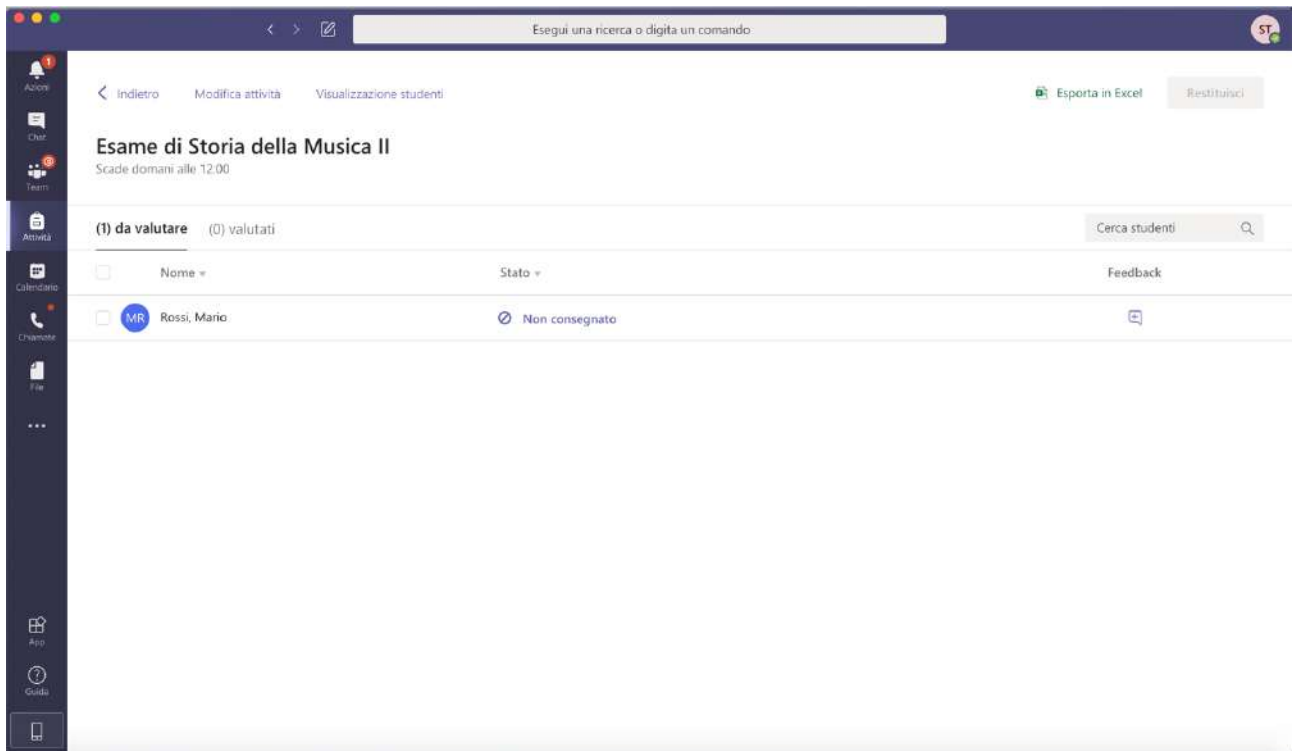 Esegui una ricerca o digita un comando
ST
1
Azioni
Chat
Team
Attività
Calendario
Chiamate
File
App
Guida
Indietro Modifica attività Visualizzazione studenti
Esporta in Excel Restituisci
Esame di Storia della Musica II
Scade domani alle 12:00
(1) da valutare (0) valutati
Cerca studenti
Nome Stato Feedback
MR Rossi, Mario Non consegnato